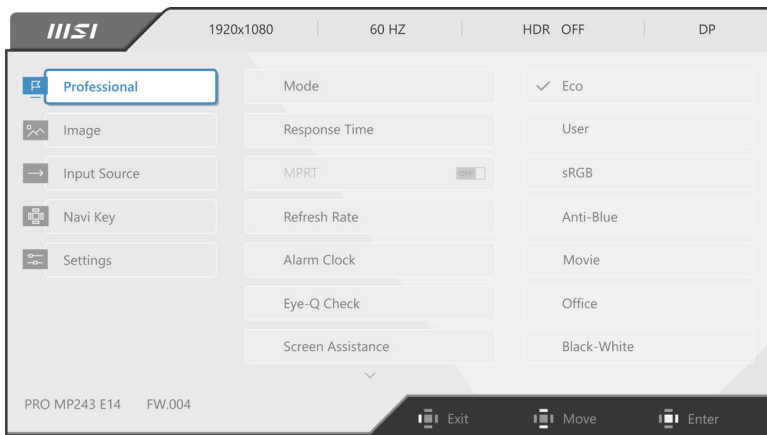 msi
1920x1080 60 HZ HDR OFF DP
Professional
Image
Input Source
Navi Key
Settings
Mode
Response Time
MPRT OFF
Refresh Rate
Alarm Clock
Eye-Q Check
Screen Assistance
Eco
User
sRGB
Anti-Blue
Movie
Office
Black-White
PRO MP243 E14 FW.004
Exit Move Enter